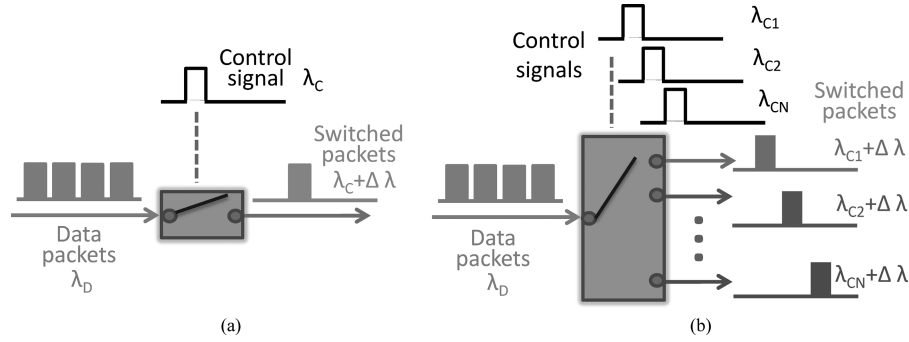 Control
signal
λC
Switched
packets
λC+Δ λ
Data
packets
λD
(a)
Control
signals
λC1
λC2
λCN
Switched
packets
λC1+Δ λ
λC2+Δ λ
λCN+Δ λ
Data
packets
λD
(b)